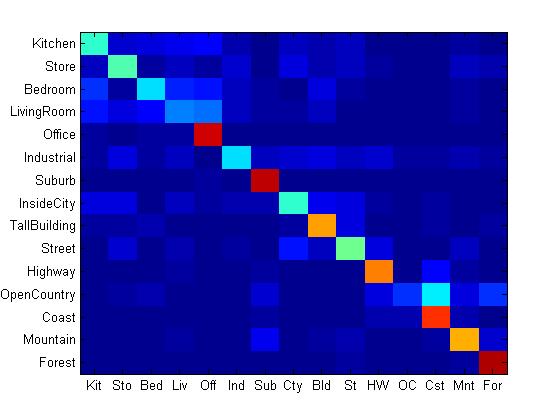 Kitchen
Store
Bedroom
LivingRoom
Office
Industrial
Suburb
InsideCity
TallBuilding
Street
Highway
OpenCountry
Coast
Mountain
Forest
Kit Sto Bed Liv Off Ind Sub Cty Bld St HW OC Cst Mnt For